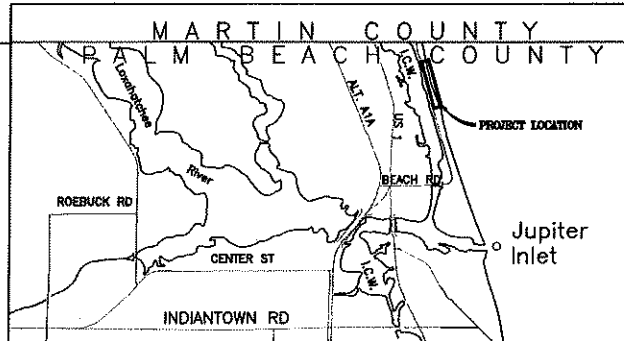 MARTIN COUNTY
PALM BEACH COUNTY
Loxahatchee
River
ALT. A1A
US 1
I.C.W.
PROJECT LOCATION
BEACH RD
ROEBUCK RD
Jupiter
Inlet
CENTER ST
I.C.W.
INDIANTOWN RD